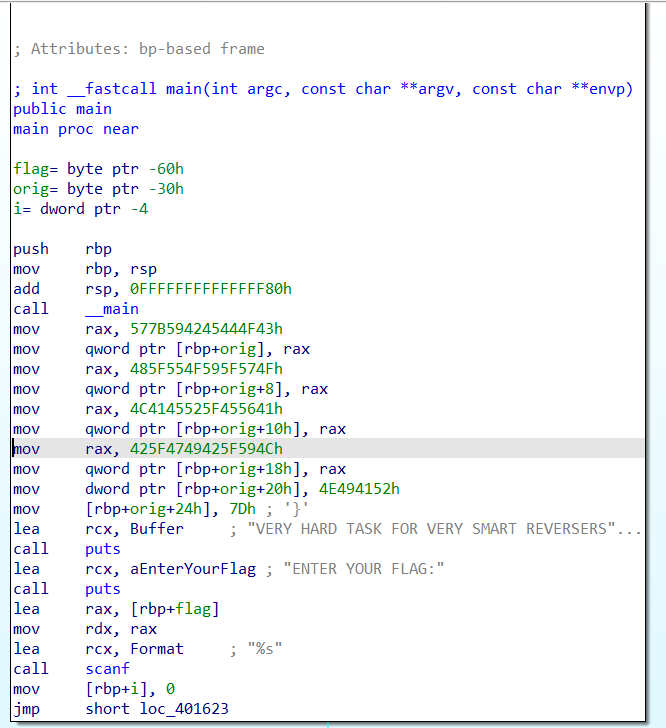 ; Attributes: bp-based frame
; int __fastcall main(int argc, const char **argv, const char **envp)
public main
main proc near
flag= byte ptr -60h
orig= byte ptr -30h
i= dword ptr -4
push rbp
mov rbp, rsp
add rsp, 0FFFFFFFFFFFFFF80h
call __main
mov rax, 577B594245444F43h
mov qword ptr [rbp+orig], rax
mov rax, 485F554F595F574Fh
mov qword ptr [rbp+orig+8], rax
mov rax, 4C4145525F455641h
mov qword ptr [rbp+orig+10h], rax
mov rax, 425F4749425F594Ch
mov qword ptr [rbp+orig+18h], rax
mov dword ptr [rbp+orig+20h], 4E494152h
mov [rbp+orig+24h], 7Dh ; '}'
lea rcx, Buffer ; "VERY HARD TASK FOR VERY SMART REVERSERS"...
call puts
lea rcx, aEnterYourFlag ; "ENTER YOUR FLAG:"
call puts
lea rax, [rbp+flag]
mov rdx, rax
lea rcx, Format ; "%s"
call scanf
mov [rbp+i], 0
jmp short loc_401623